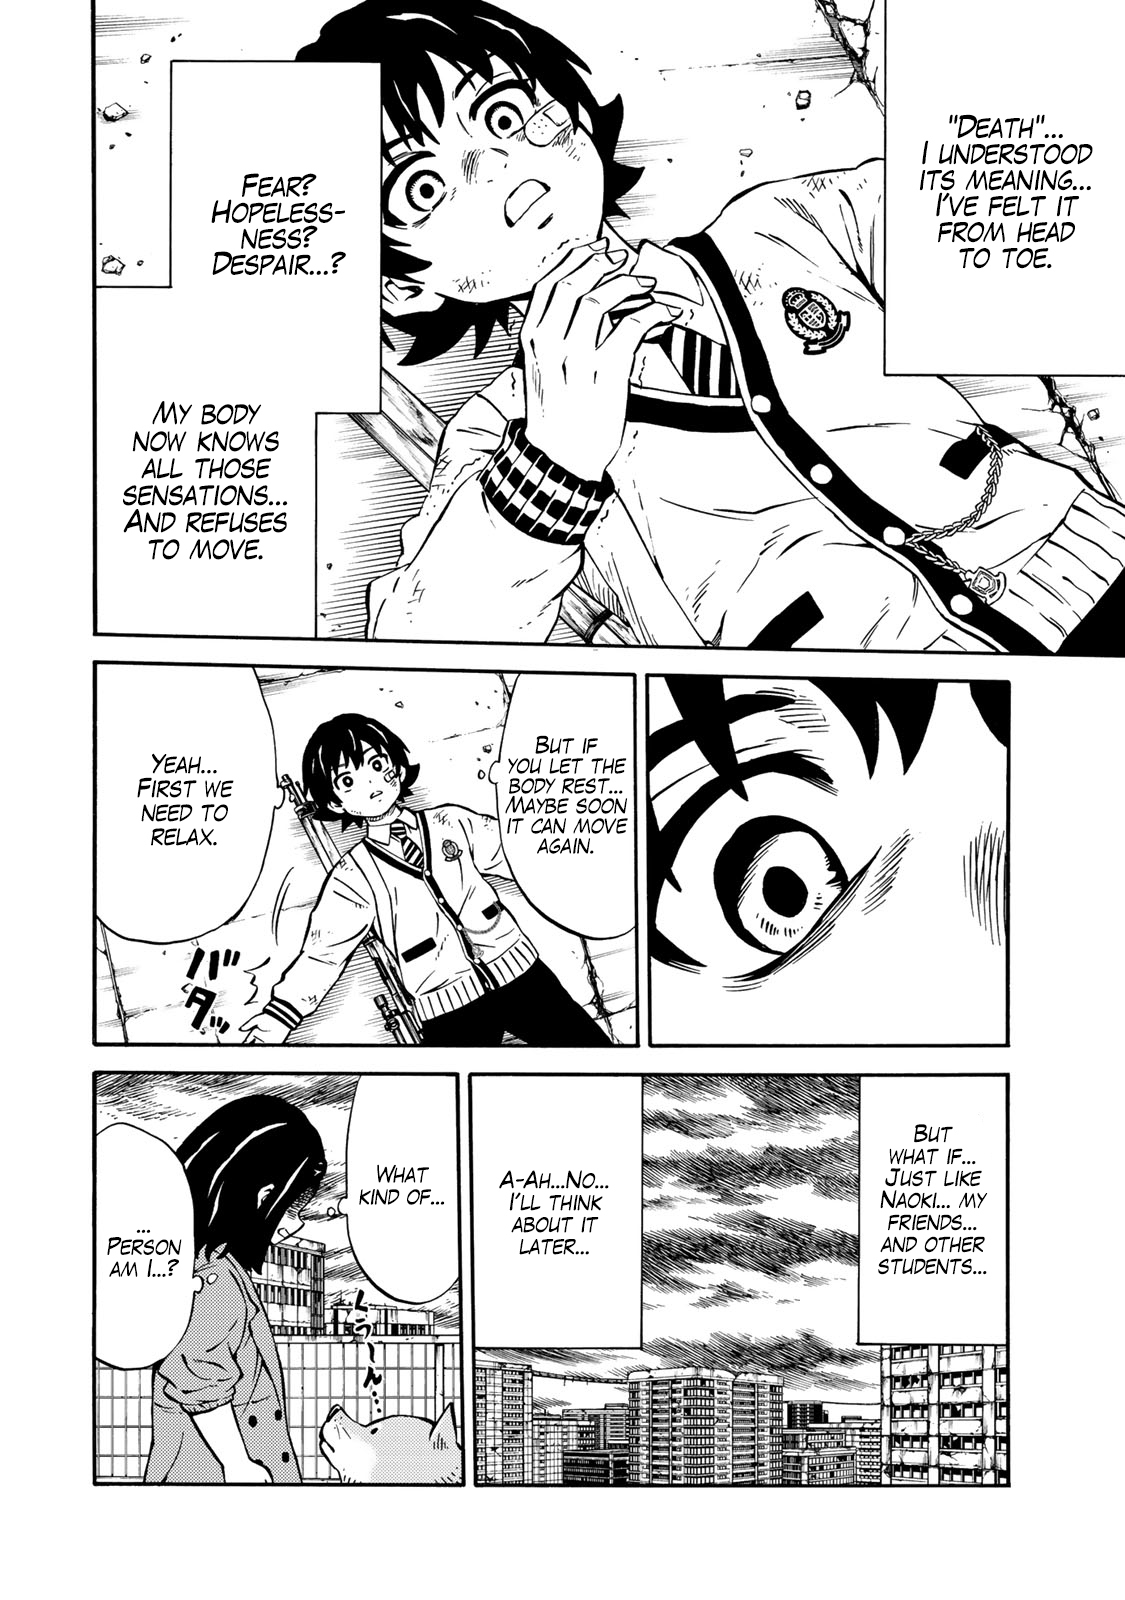 "DEATH"...
I UNDERSTOOD
ITS MEANING...
I'VE FELT IT
FROM HEAD
TO TOE.
FEAR?
HOPELESS-
NESS?
DESPAIR...?
MY BODY
NOW KNOWS
ALL THOSE
SENSATIONS...
AND REFUSES
TO MOVE.
BUT IF
YOU LET THE
BODY REST...
MAYBE SOON
IT CAN MOVE
AGAIN.
YEAH...
FIRST WE
NEED TO
RELAX.
バタッ
BUT
WHAT IF...
JUST LIKE
NAOKI... MY
FRIENDS...
AND OTHER
STUDENTS...
A-AH...NO...
I'LL THINK
ABOUT IT
LATER...
WHAT
KIND OF...
くぅ〜ん…
...
PERSON
AM I...?